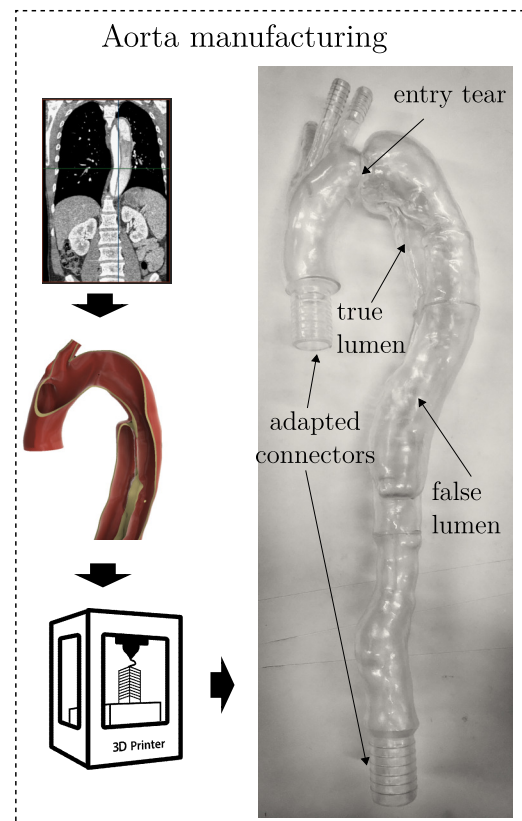 Aorta manufacturing
entry tear
true
lumen
adapted
connectors
false
lumen
3D Printer